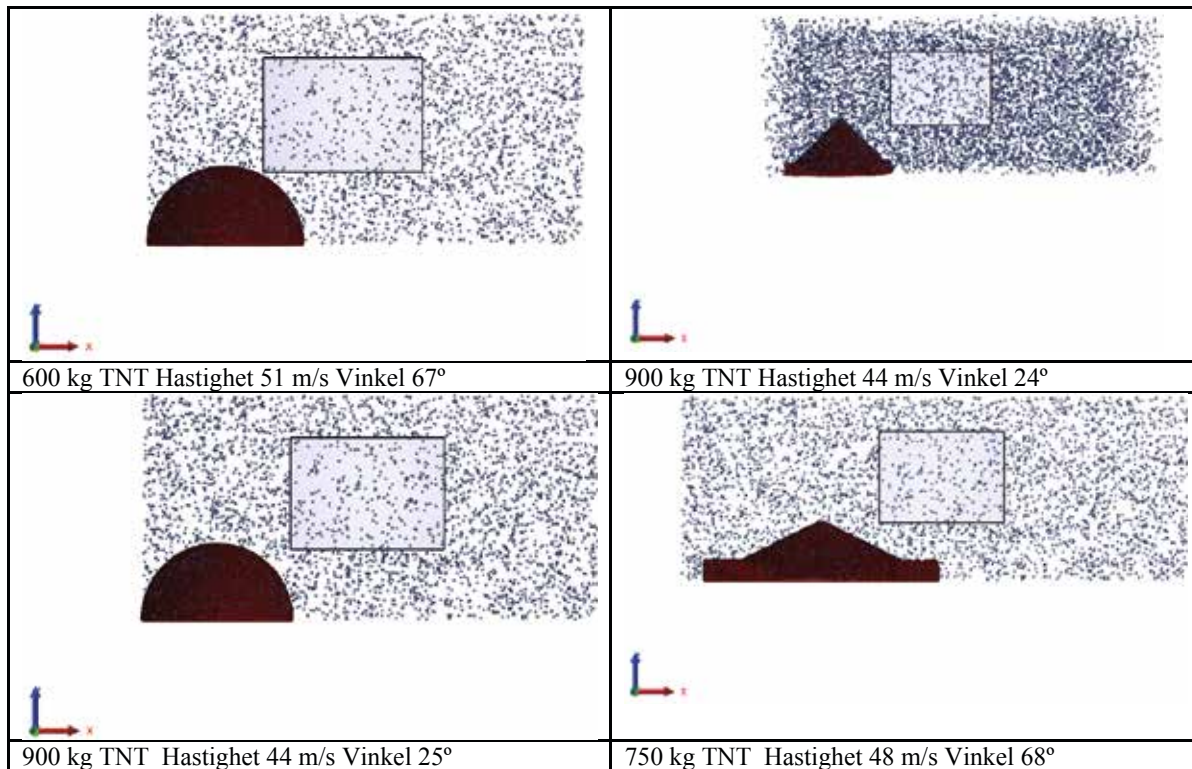 x
x
600 kg TNT Hastighet 51 m/s Vinkel 67º
900 kg TNT Hastighet 44 m/s Vinkel 24º
x
x
900 kg TNT Hastighet 44 m/s Vinkel 25º
750 kg TNT Hastighet 48 m/s Vinkel 68º